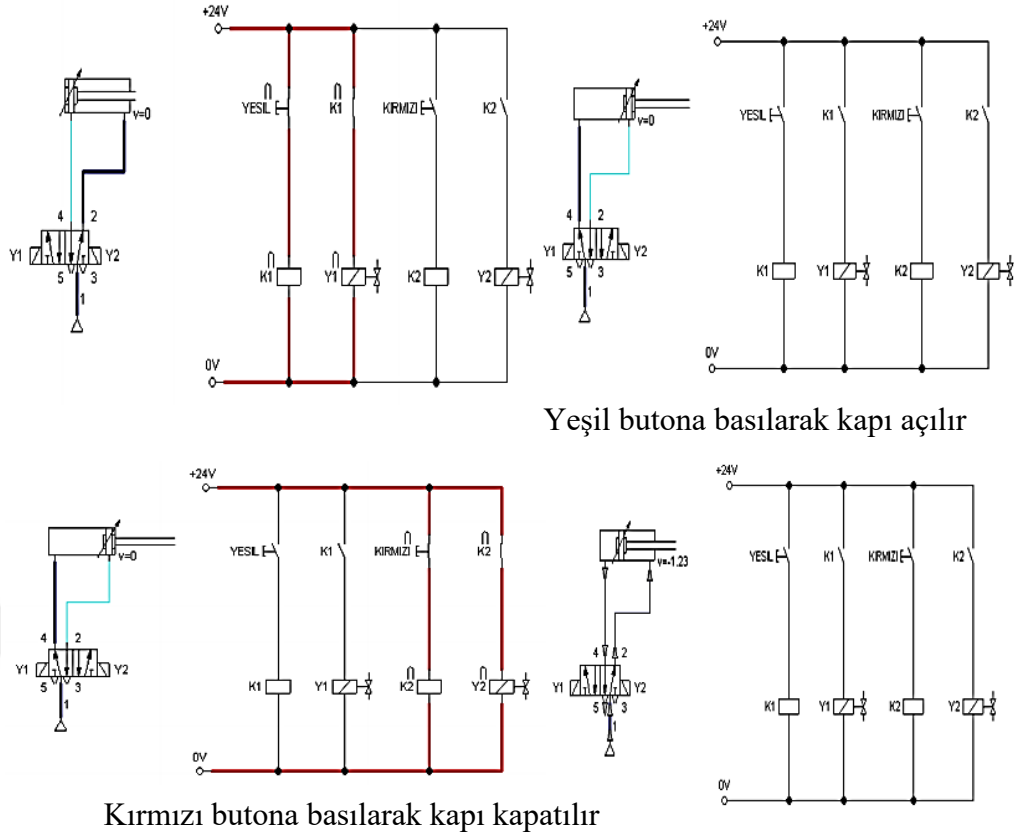 +24V
YESIL K1 KIRMIZI K2
v=0
4 2
Y1 Y2
5 3
1
K1 Y1 K2 Y2
0V
+24V
YESIL K1 KIRMIZI K2
v=0
4 2
Y1 Y2
5 3
1
K1 Y1 K2 Y2
0V
Yeşil butona basılarak kapı açılır
+24V
YESIL K1 KIRMIZI K2
v=0
4 2
Y1 Y2
5 3
1
K1 Y1 K2 Y2
0V
+24V
YESIL K1 KIRMIZI K2
v=-1.23
4 2
Y1 Y2
5 3
1
K1 Y1 K2 Y2
0V
Kırmızı butona basılarak kapı kapatılır